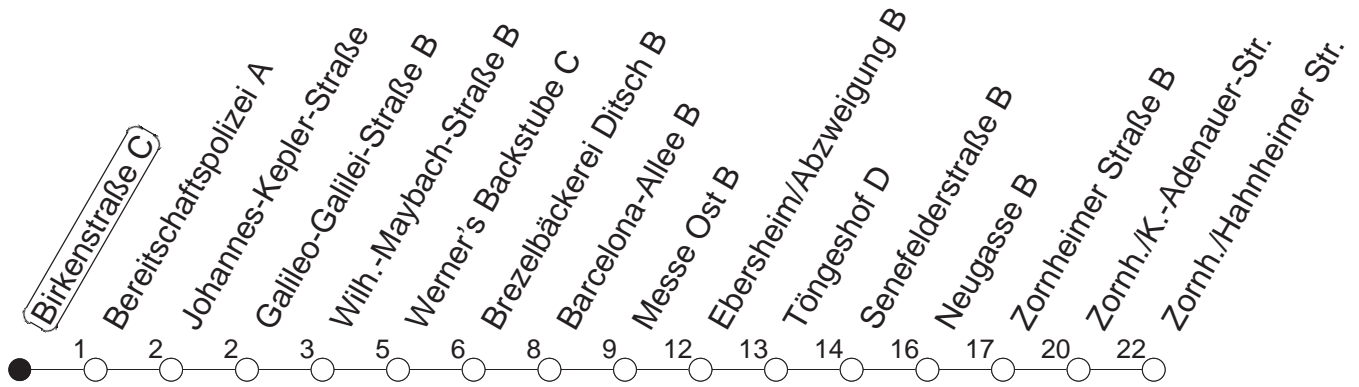 Birkenstraße C
Bereitschaftspolizei A
Johannes-Kepler-Straße
Galileo-Galilei-Straße B
Wilh.-Maybach-Straße B
Werner's Backstube C
Brezelbäckerei Ditsch B
Barcelona-Allee B
Messe Ost B
Ebersheim/Abzweigung B
Töngeshof D
Senefelderstraße B
Neugasse B
Zornheimer Straße B
Zornh./K.-Adenauer-Str.
Zornh./Hahnheimer Str.
1 2 2 3 5 6 8 9 12 13 14 16 17 20 22